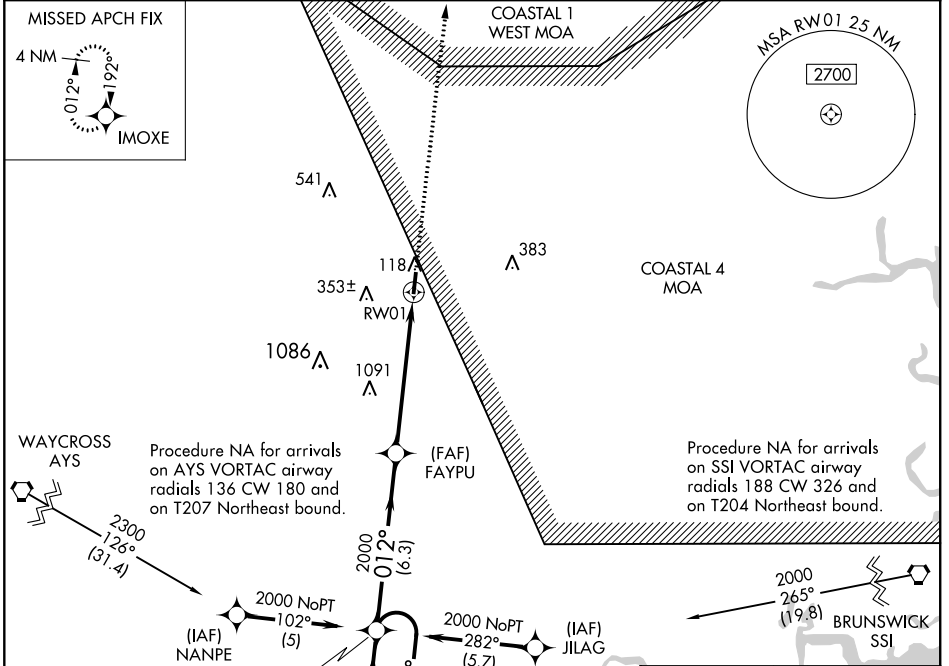 MISSED APCH FIX
4 NM
012°
192°
IMOXE
COASTAL 1
WEST MOA
MSA RW01 25 NM
2700
541
118
383
353±
RW01
COASTAL 4
MOA
1086
1091
WAYCROSS
AYS
Procedure NA for arrivals
on AYS VORTAC airway
radials 136 CW 180 and
on T207 Northeast bound.
(FAF)
FAYPU
Procedure NA for arrivals
on SSI VORTAC airway
radials 188 CW 326 and
on T204 Northeast bound.
2300
126°
(31.4)
2000
012°
(6.3)
2000
265°
(19.8)
BRUNSWICK
SSI
2000 NoPT
102°
(5)
(IAF)
NANPE
2000 NoPT
282°
(5.7)
(IAF)
JILAG